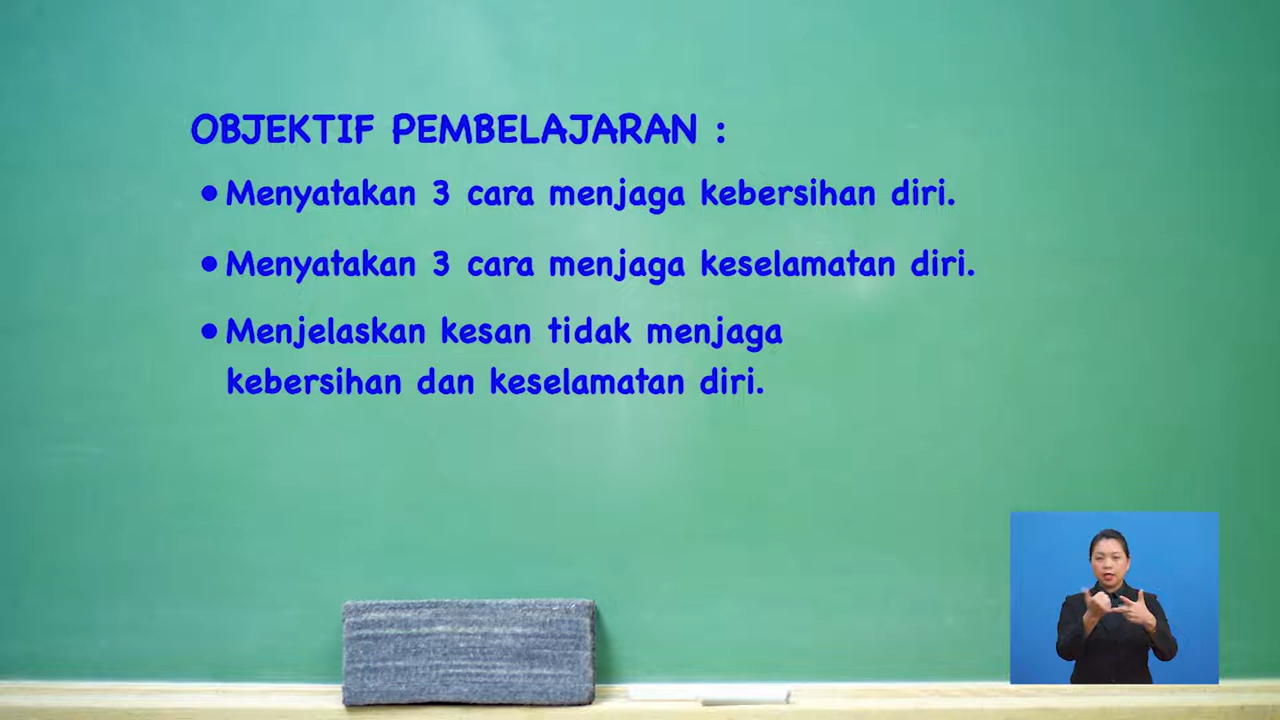 OBJEKTIF PEMBELAJARAN :
• Menyatakan 3 cara menjaga kebersihan diri.
• Menyatakan 3 cara menjaga keselamatan diri.
• Menjelaskan kesan tidak menjaga
kebersihan dan keselamatan diri.